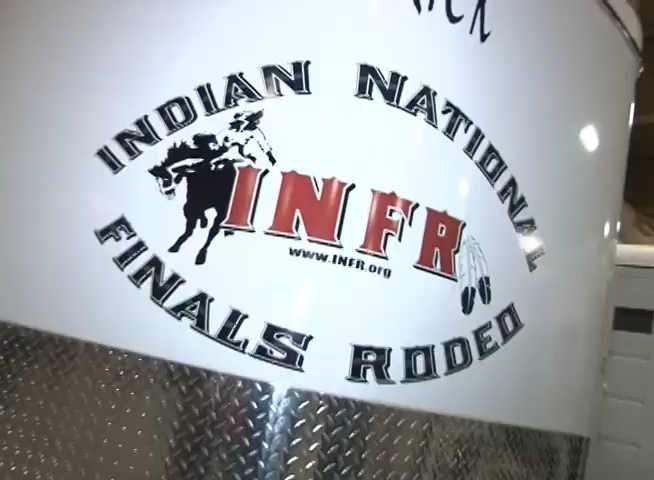 INDIAN NATIONAL
INFR
www.INFR.org
FINALS RODEO